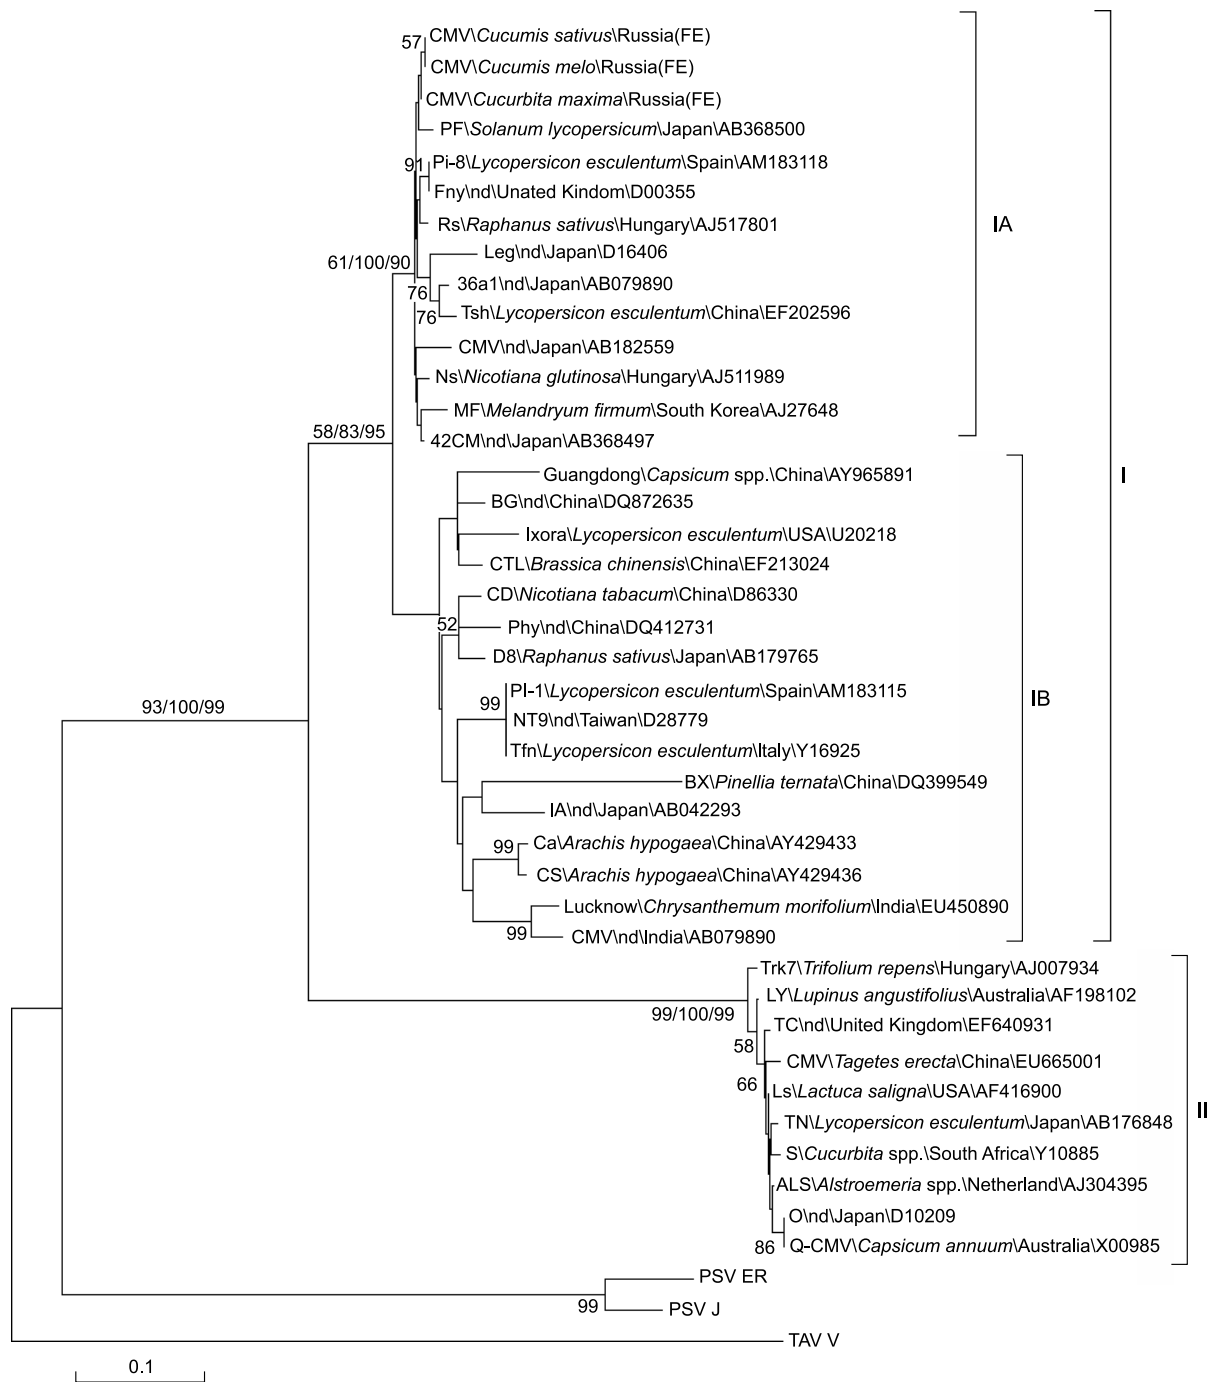 57
CMV\Cucumis sativus\Russia(FE)
CMV\Cucumis melo\Russia(FE)
CMV\Cucurbita maxima\Russia(FE)
PF\Solanum lycopersicum\Japan\AB368500
91
Pi-8\Lycopersicon esculentum\Spain\AM183118
Fny\nd\Unated Kindom\D00355
Rs\Raphanus sativus\Hungary\AJ517801
IA
Leg\nd\Japan\D16406
61/100/90
36a1\nd\Japan\AB079890
76
Tsh\Lycopersicon esculentum\China\EF202596
76
CMV\nd\Japan\AB182559
Ns\Nicotiana glutinosa\Hungary\AJ511989
MF\Melandryum firmum\South Korea\AJ27648
58/83/95
42CM\nd\Japan\AB368497
Guangdong\Capsicum spp.\China\AY965891
I
BG\nd\China\DQ872635
Ixora\Lycopersicon esculentum\USA\U20218
CTL\Brassica chinensis\China\EF213024
CD\Nicotiana tabacum\China\D86330
52
Phy\nd\China\DQ412731
D8\Raphanus sativus\Japan\AB179765
PI-1\Lycopersicon esculentum\Spain\AM183115
IB
99
93/100/99
NT9\nd\Taiwan\D28779
Tfn\Lycopersicon esculentum\Italy\Y16925
BX\Pinellia ternata\China\DQ399549
IA\nd\Japan\AB042293
99
Ca\Arachis hypogaea\China\AY429433
CS\Arachis hypogaea\China\AY429436
Lucknow\Chrysanthemum morifolium\India\EU450890
99
CMV\nd\India\AB079890
Trk7\Trifolium repens\Hungary\AJ007934
LY\Lupinus angustifolius\Australia\AF198102
99/100/99
TC\nd\United Kingdom\EF640931
58
CMV\Tagetes erecta\China\EU665001
66
Ls\Lactuca saligna\USA\AF416900
II
TN\Lycopersicon esculentum\Japan\AB176848
S\Cucurbita spp.\South Africa\Y10885
ALS\Alstroemeria spp.\Netherland\AJ304395
O\nd\Japan\D10209
86
Q-CMV\Capsicum annuum\Australia\X00985
PSV ER
99
PSV J
TAV V
0.1